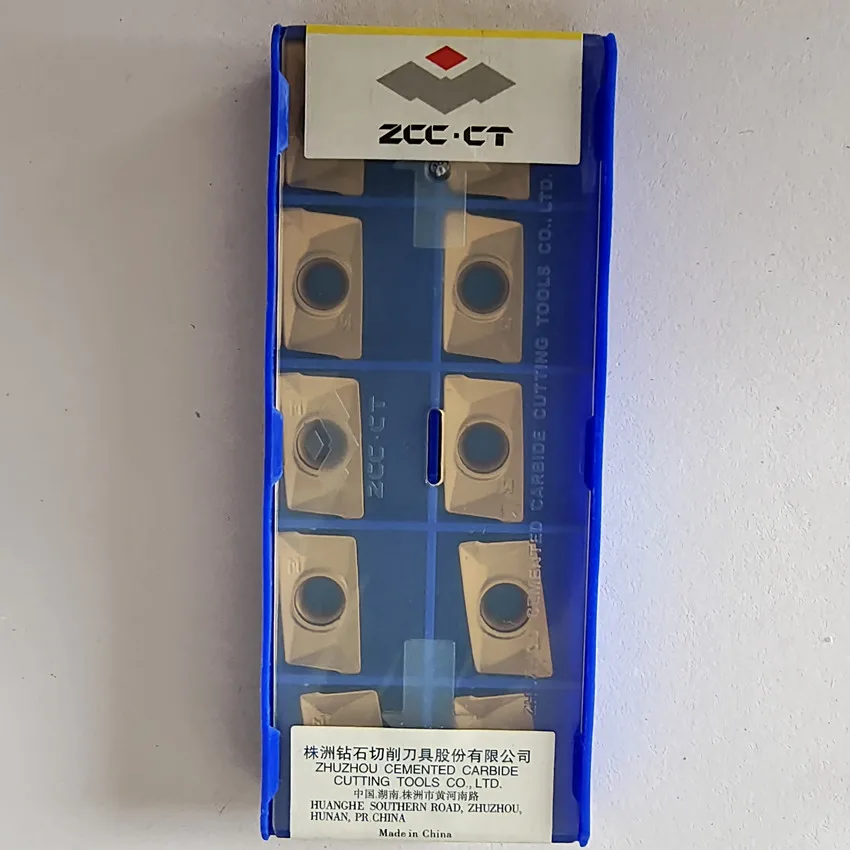 ZCC·CT
ZCC·CT
CEMENTED CARBIDE CUTTING TOOLS CO., LTD.
株洲钻石切削刀具股份有限公司
ZHUZHOU CEMENTED CARBIDE
CUTTING TOOLS CO., LTD.
中国.湖南.株洲市黄河南路
HUANGHE SOUTHERN ROAD, ZHUZHOU,
HUNAN, PR CHINA
Made in China